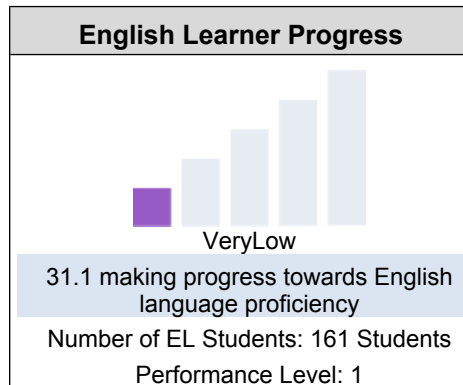 English Learner Progress
VeryLow
31.1 making progress towards English
language proficiency
Number of EL Students: 161 Students
Performance Level: 1